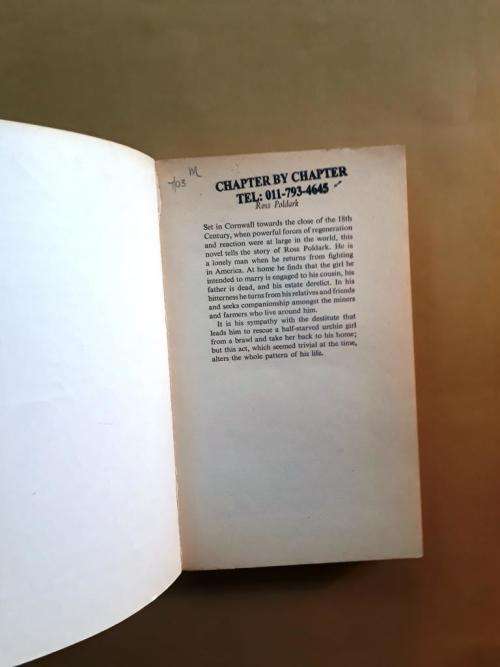 M
703
CHAPTER BY CHAPTER
TEL: 011-793-4645
Ross Poldark
Set in Cornwall towards the close of the 18th
Century, when powerful forces of regeneration
and reaction were at large in the world, this
novel tells the story of Ross Poldark. He is
a lonely man when he returns from fighting
in America. At home he finds that the girl he
intended to marry is engaged to his cousin, his
father is dead, and his estate derelict. In his
bitterness he turns from his relatives and friends
and seeks companionship amongst the miners
and farmers who live around him.
It is his sympathy with the destitute that
leads him to rescue a half-starved urchin girl
from a brawl and take her back to his home;
but this act, which seemed trivial at the time,
alters the whole pattern of his life.